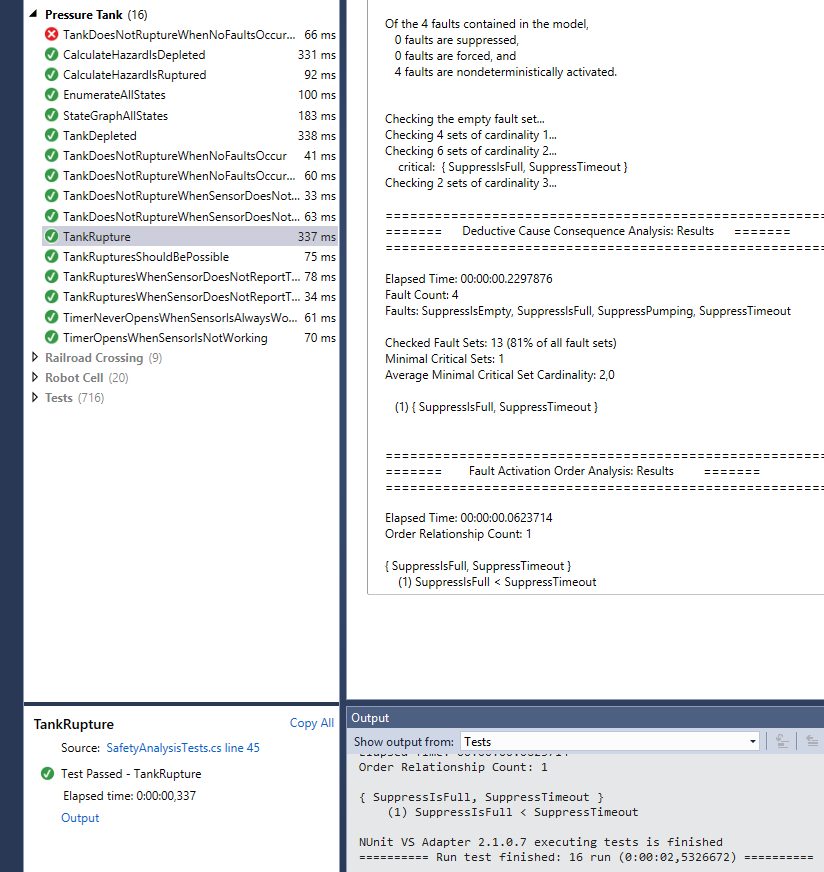 Pressure Tank (16)
TankDoesNotRuptureWhenNoFaultsOccur... 66 ms
CalculateHazardIsDepleted 331 ms
CalculateHazardIsRuptured 92 ms
EnumerateAllStates 100 ms
StateGraphAllStates 183 ms
TankDepleted 338 ms
TankDoesNotRuptureWhenNoFaultsOccur 41 ms
TankDoesNotRuptureWhenNoFaultsOccur... 60 ms
TankDoesNotRuptureWhenSensorDoesNot... 33 ms
TankDoesNotRuptureWhenSensorDoesNot... 63 ms
TankRupture 337 ms
TankRupturesShouldBePossible 75 ms
TankRupturesWhenSensorDoesNotReportT... 78 ms
TankRupturesWhenSensorDoesNotReportT... 34 ms
TimerNeverOpensWhenSensorIsAlwaysWo... 61 ms
TimerOpensWhenSensorIsNotWorking 70 ms
Railroad Crossing (9)
Robot Cell (20)
Tests (716)
Of the 4 faults contained in the model,
0 faults are suppressed,
0 faults are forced, and
4 faults are nondeterministically activated.
Checking the empty fault set...
Checking 4 sets of cardinality 1...
Checking 6 sets of cardinality 2...
critical: { SuppressIsFull, SuppressTimeout }
Checking 2 sets of cardinality 3...
=====================================================
======= Deductive Cause Consequence Analysis: Results =======
=====================================================
Elapsed Time: 00:00:00.2297876
Fault Count: 4
Faults: SuppressIsEmpty, SuppressIsFull, SuppressPumping, SuppressTimeout
Checked Fault Sets: 13 (81% of all fault sets)
Minimal Critical Sets: 1
Average Minimal Critical Set Cardinality: 2,0
(1) { SuppressIsFull, SuppressTimeout }
=====================================================
======= Fault Activation Order Analysis: Results =======
=====================================================
Elapsed Time: 00:00:00.0623714
Order Relationship Count: 1
{ SuppressIsFull, SuppressTimeout }
(1) SuppressIsFull < SuppressTimeout
TankRupture Copy All
Source: SafetyAnalysisTests.cs line 45
Test Passed - TankRupture
Elapsed time: 0:00:00,337
Output
Output
Show output from: Tests
Elapsed Time: 00:00:00.0623714
Order Relationship Count: 1
{ SuppressIsFull, SuppressTimeout }
(1) SuppressIsFull < SuppressTimeout
NUnit VS Adapter 2.1.0.7 executing tests is finished
========== Run test finished: 16 run (0:00:02,5326672) ==========